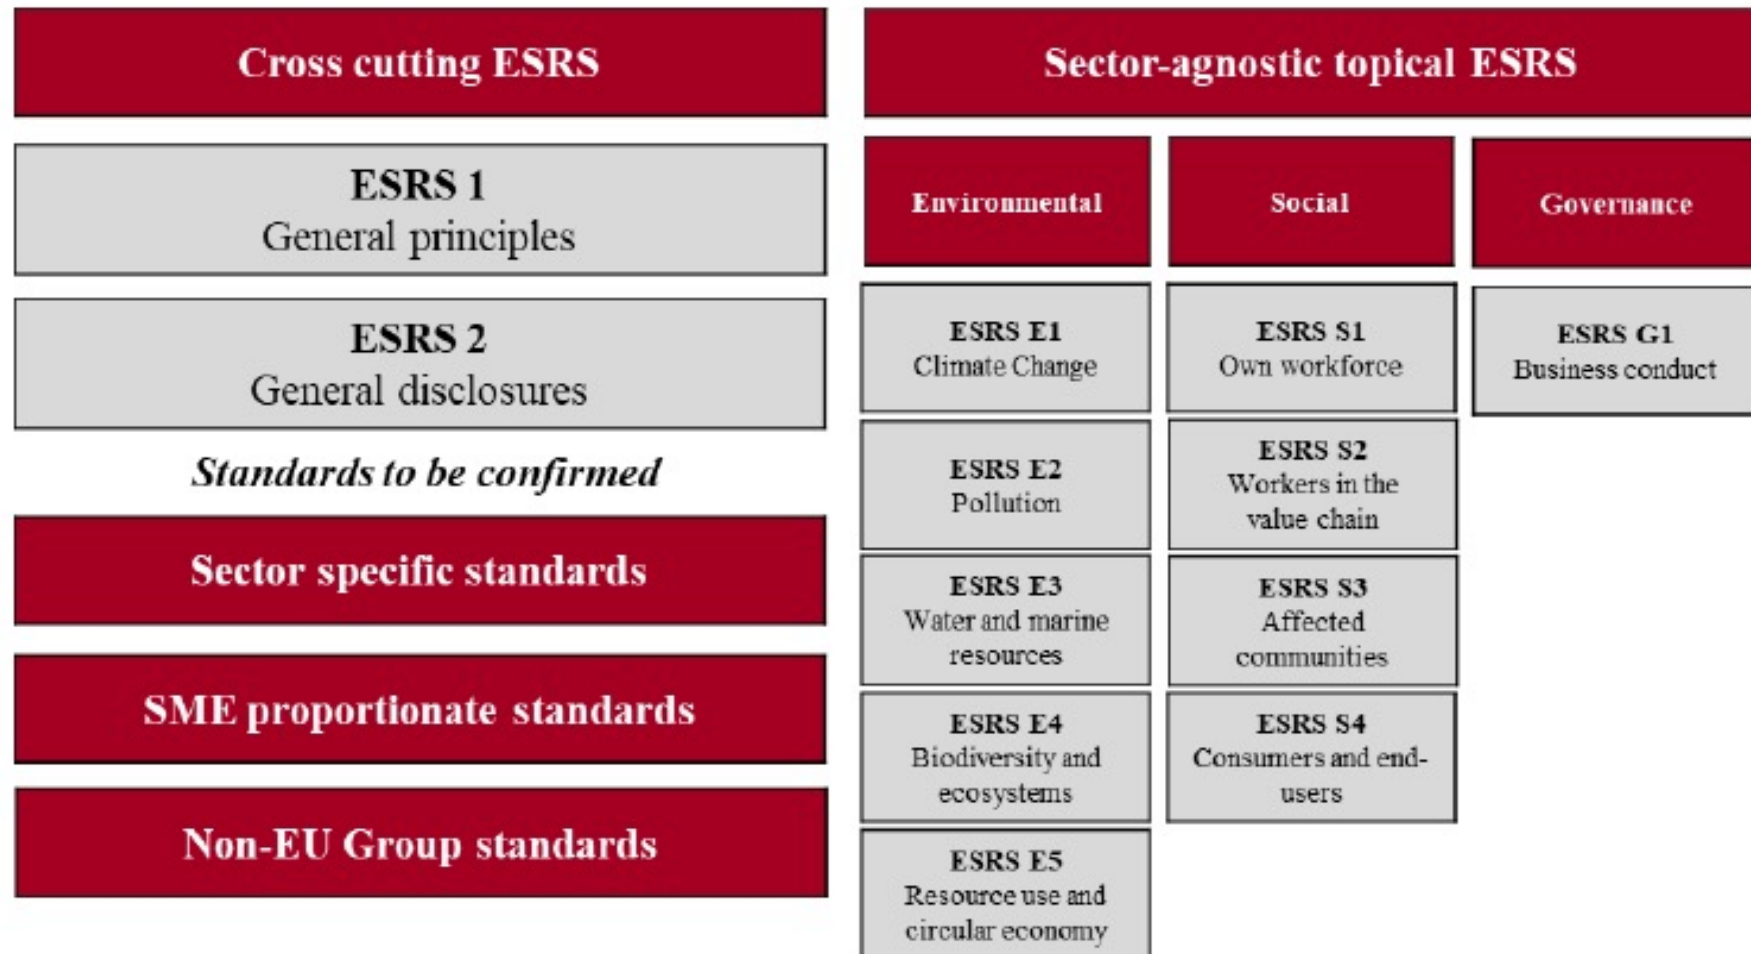 Cross cutting ESRS
ESRS 1
General principles
ESRS 2
General disclosures
Standards to be confirmed
Sector specific standards
SME proportionate standards
Non-EU Group standards
Sector-agnostic topical ESRS
Environmental
ESRS E1
Climate Change
ESRS E2
Pollution
ESRS E3
Water and marine
resources
ESRS E4
Biodiversity and
ecosystems
ESRS E5
Resource use and
circular economy
Social
ESRS S1
Own workforce
ESRS S2
Workers in the
value chain
ESRS S3
Affected
communities
ESRS S4
Consumers and end-
users
Governance
ESRS G1
Business conduct